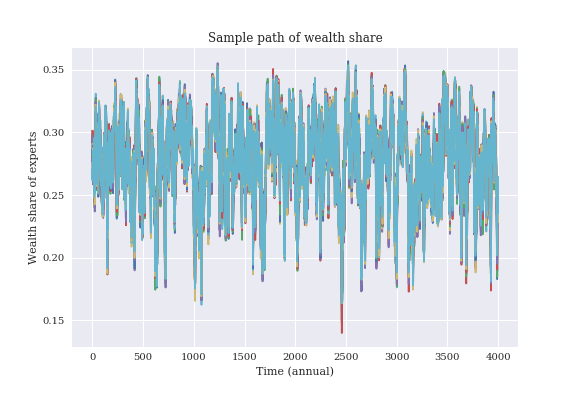 Sample path of wealth share
0.35
0.30
0.25
0.20
0.15
Wealth share of experts
0 500 1000 1500 2000 2500 3000 3500 4000
Time (annual)